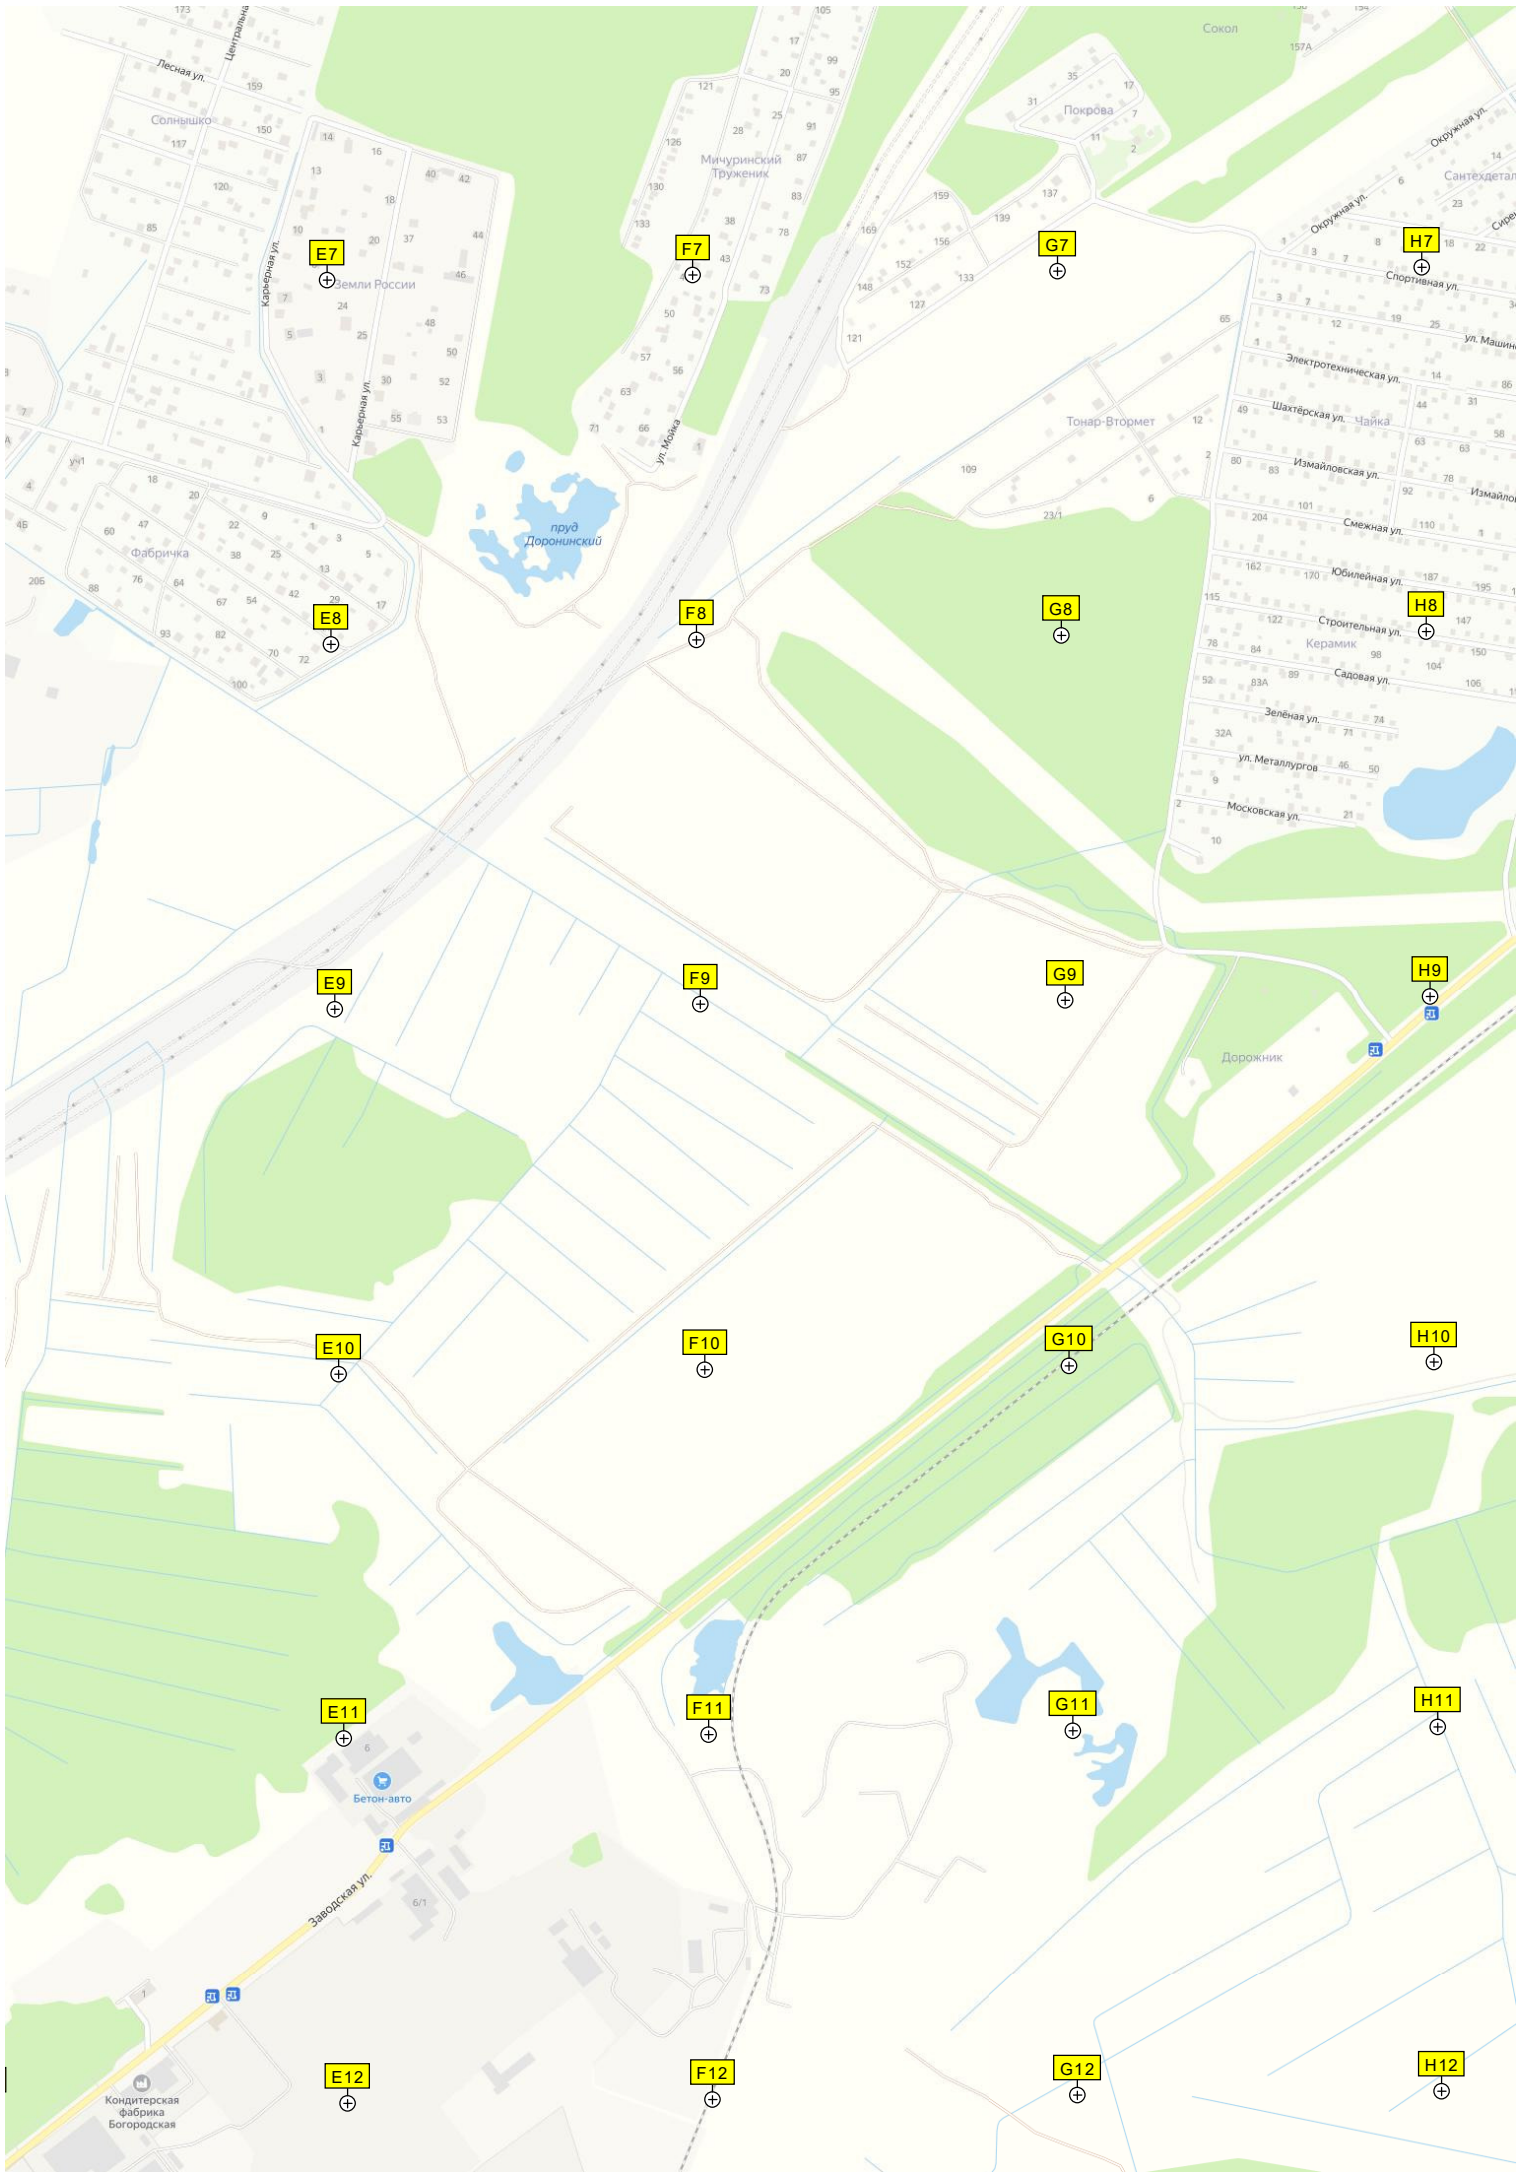 173
Центральна
105
154
Сокол
157А
17
99
Лесная ул.
159
20
121
95
35
17
31
Покрова
7
Солнышко
150
117
14
16
28
25
91
126
11
2
Окружная ул.
13
40
42
Мичуринский
Труженик
87
14
Сантехдетал
120
18
130
83
159
137
6
23
85
10
133
38
78
169
139
Окружная ул.
Сире
20
37
44
156
1
8
18
22
E7
F7
G7
H7
43
3
7
Карьерная ул.
Земли России
46
152
133
Спортивная ул.
7
24
73
148
127
3
7
50
65
12
19
25
5
25
48
121
1
ул. Машин
57
50
Электротехническая ул.
14
86
3
30
52
56
63
44
31
7
55
53
49
Шахтёрская ул.
Чайка
1
Карьерная ул.
71
66
ул. Мойка
1
Тонар-Втормет
12
63
63
58
уч1
2
80
83
Измайловская ул.
78
4
18
20
109
92
Измайло
6
101
46
60
47
22
9
1
23/1
204
Смежная ул.
110
1
3
пруд
Доронинский
Фабричка
38
25
5
13
162
170
Юбилейная ул.
187
195
206
88
76
64
42
29
67
54
17
E8
F8
G8
H8
115
122
Строительная ул.
147
93
82
78
84
Керамик
98
150
70
72
104
100
52
83А
89
Садовая ул.
106
Зелёная ул.
74
32А
71
ул. Металлургов
46
50
9
2
Московская ул.
21
10
E9
F9
G9
H9
Дорожник
E10
F10
G10
H10
E11
F11
G11
H11
6
Бетон-авто
Заводская ул.
6/1
1
E12
F12
G12
H12
Кондитерская
фабрика
Богородская